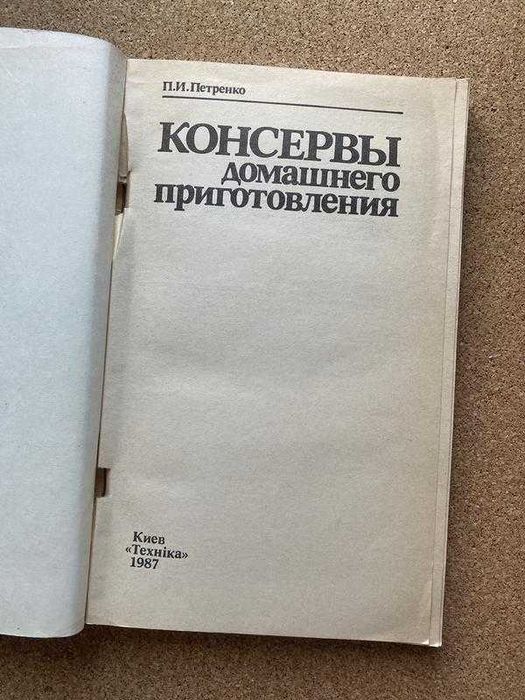 П.И.Петренко
КОНСЕРВЫ
домашнего
приготовления
Киев
«Техніка»
1987